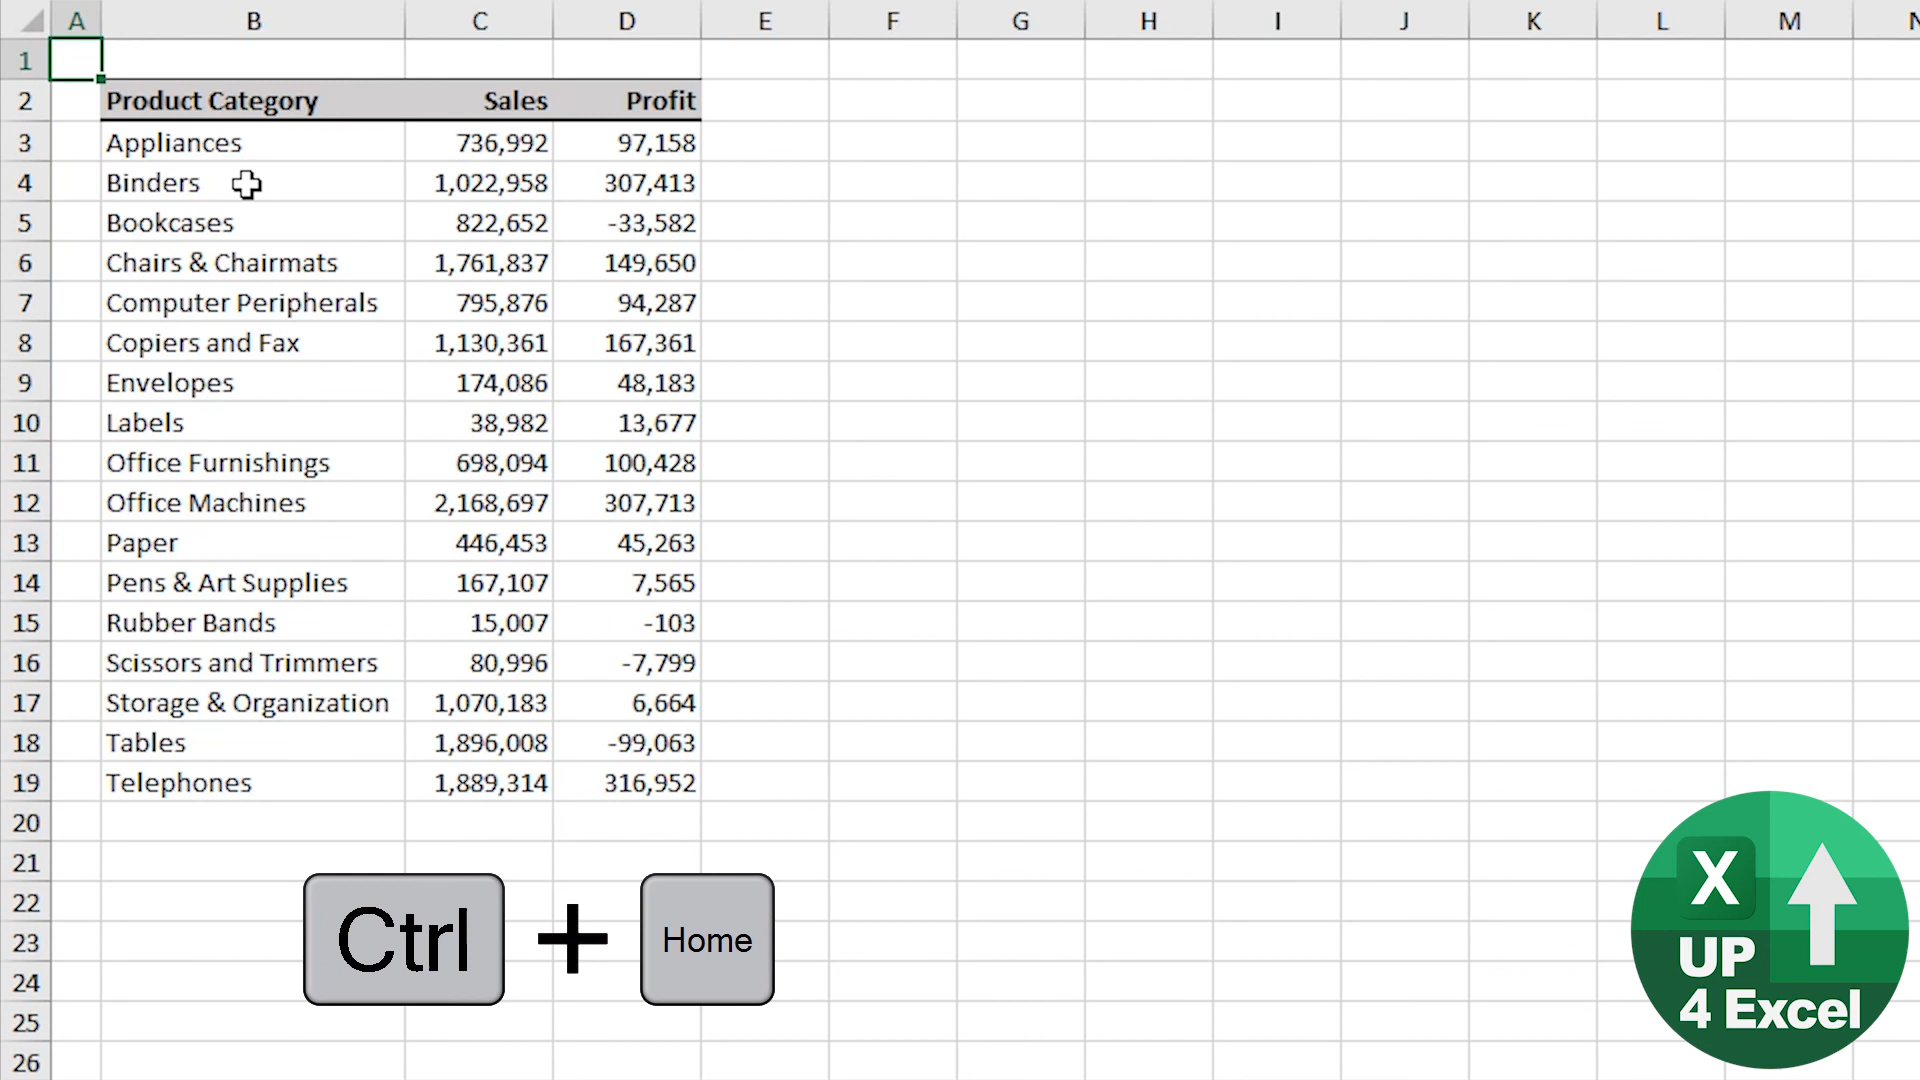 A B C D E F G H I J K L M N
1
2 Product Category Sales Profit
3 Appliances 736,992 97,158
4 Binders 1,022,958 307,413
5 Bookcases 822,652 -33,582
6 Chairs & Chairmats 1,761,837 149,650
7 Computer Peripherals 795,876 94,287
8 Copiers and Fax 1,130,361 167,361
9 Envelopes 174,086 48,183
10 Labels 38,982 13,677
11 Office Furnishings 698,094 100,428
12 Office Machines 2,168,697 307,713
13 Paper 446,453 45,263
14 Pens & Art Supplies 167,107 7,565
15 Rubber Bands 15,007 -103
16 Scissors and Trimmers 80,996 -7,799
17 Storage & Organization 1,070,183 6,664
18 Tables 1,896,008 -99,063
19 Telephones 1,889,314 316,952
20
21
22
23
24
25
26
Ctrl + Home
X
UP
4 Excel